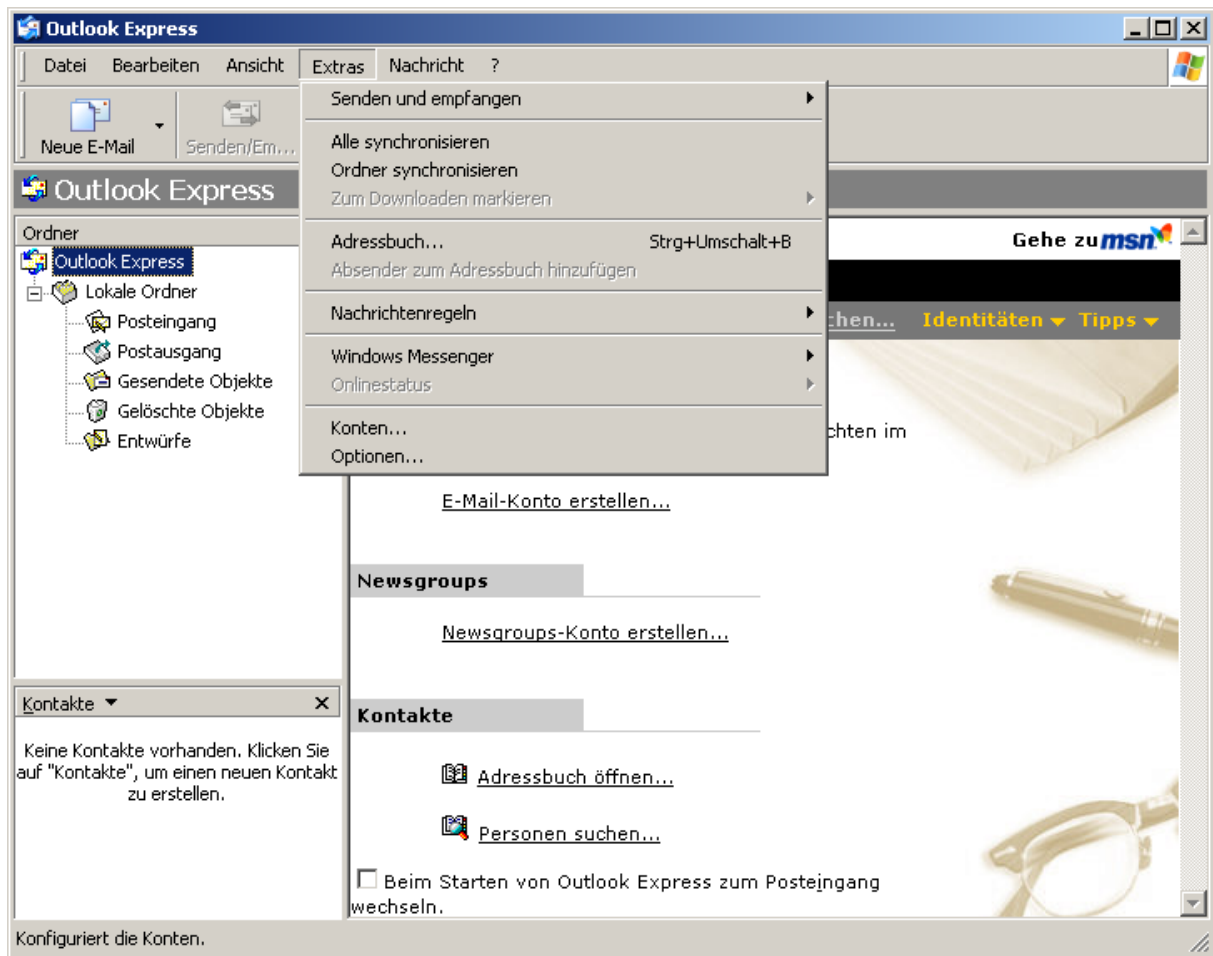 Outlook Express
Datei Bearbeiten Ansicht Extras Nachricht ?
Neue E-Mail
Senden/Em...
Outlook Express
Senden und empfangen
Alle synchronisieren
Ordner synchronisieren
Zum Downloaden markieren
Adressbuch... Strg+Umschalt+B
Absender zum Adressbuch hinzufügen
Nachrichtenregeln
Windows Messenger
Onlinestatus
Konten...
Optionen...
Ordner
Outlook Express
Lokale Ordner
Posteingang
Postausgang
Gesendete Objekte
Gelöschte Objekte
Entwürfe
Kontakte
Keine Kontakte vorhanden. Klicken Sie
auf "Kontakte", um einen neuen Kontakt
zu erstellen.
Gehe zu msn
chen... Identitäten Tipps
chten im
E-Mail-Konto erstellen...
Newsgroups
Newsgroups-Konto erstellen...
Kontakte
Adressbuch öffnen...
Personen suchen...
Beim Starten von Outlook Express zum Posteingang
wechseln.
Konfiguriert die Konten.